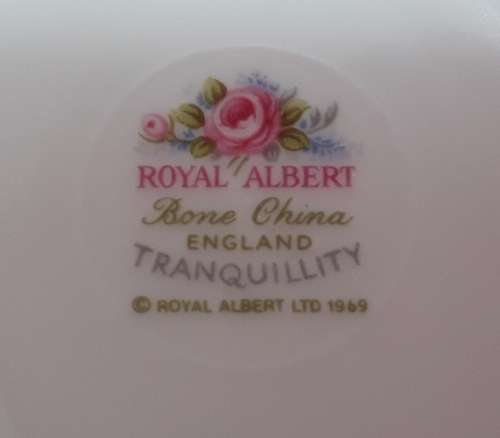 ROYAL ALBERT
Bone China
ENGLAND
TRANQUILLITY
© ROYAL ALBERT LTD 1969